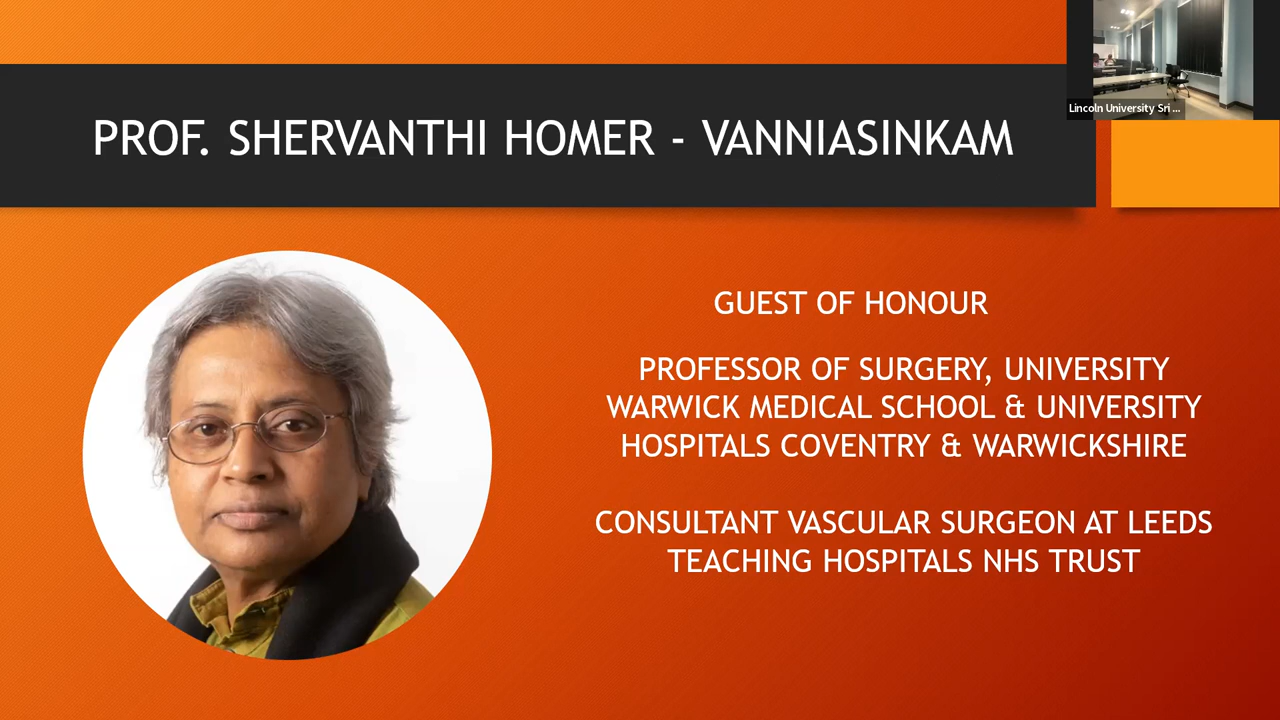 Lincoln University Sri ...
PROF. SHERVANTHI HOMER - VANNIASINKAM
GUEST OF HONOUR
PROFESSOR OF SURGERY, UNIVERSITY
WARWICK MEDICAL SCHOOL & UNIVERSITY
HOSPITALS COVENTRY & WARWICKSHIRE
CONSULTANT VASCULAR SURGEON AT LEEDS
TEACHING HOSPITALS NHS TRUST